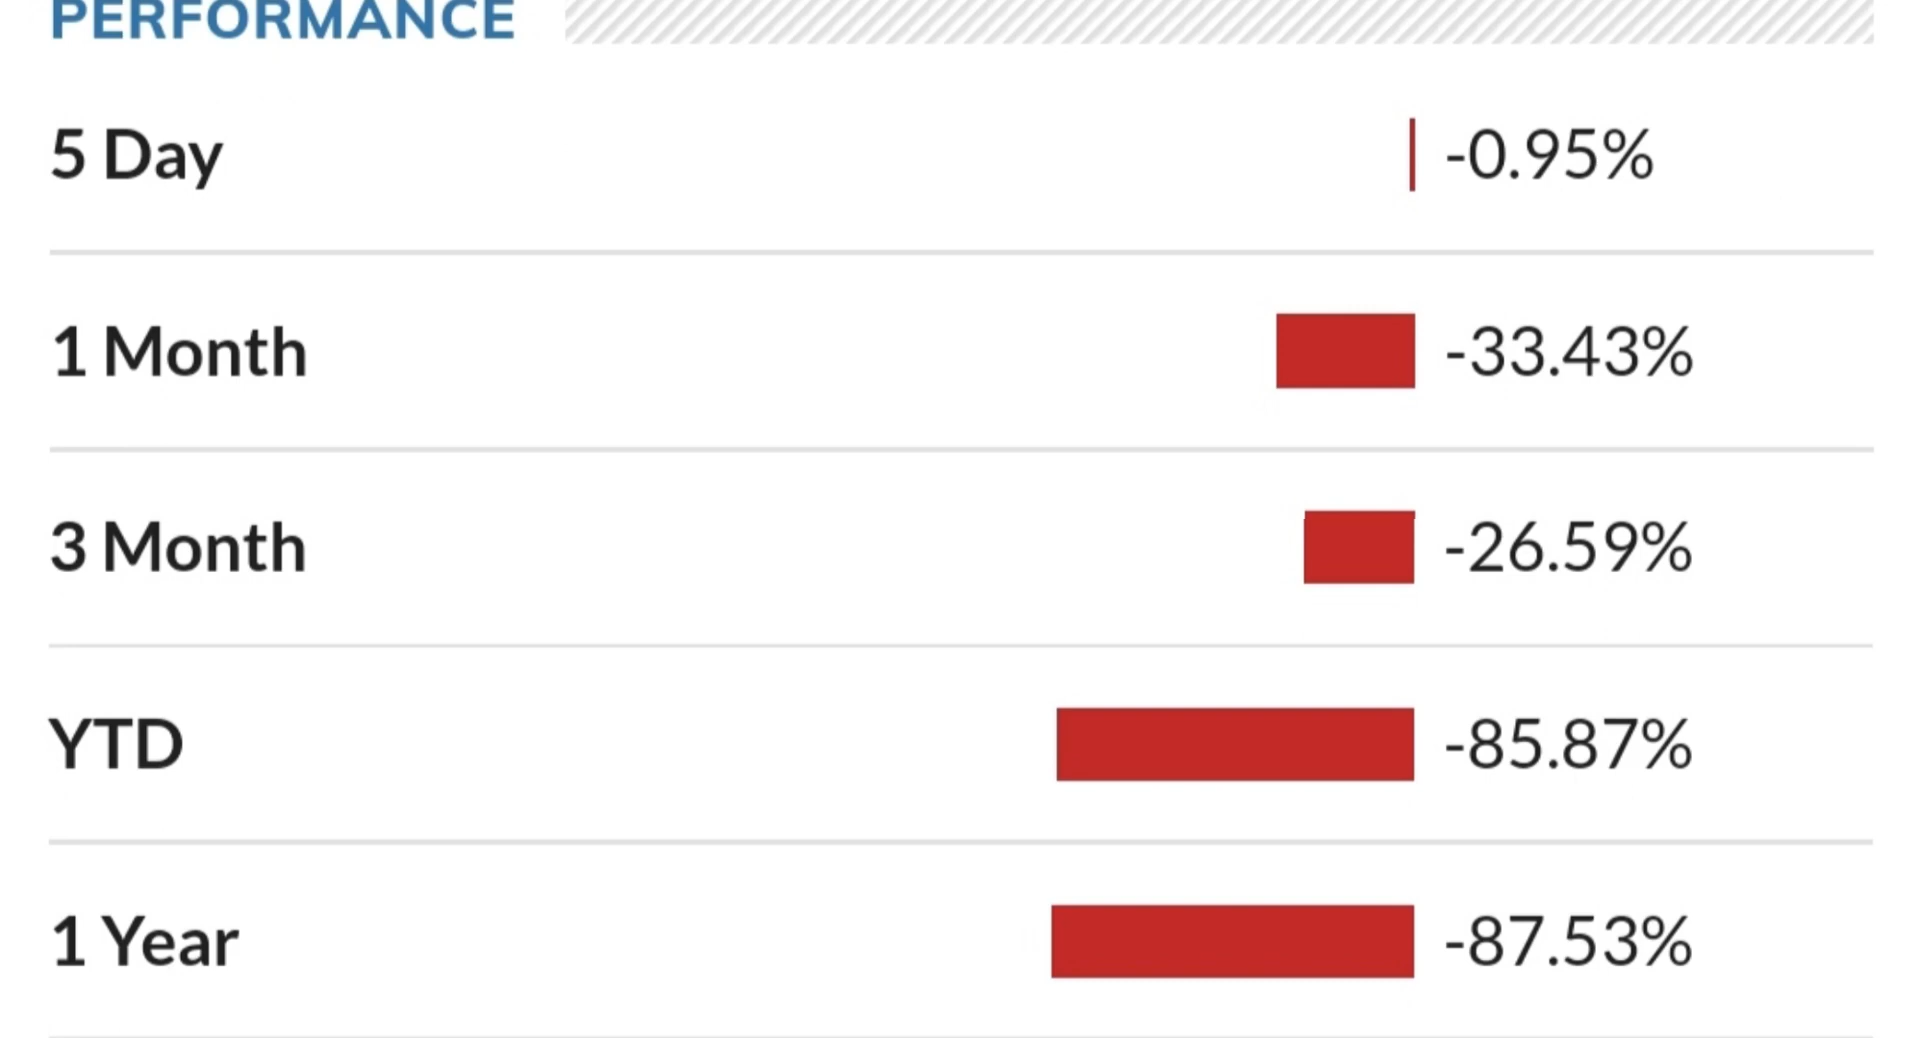 PERFORMANCE
5 Day -0.95%
1 Month -33.43%
3 Month -26.59%
YTD -85.87%
1 Year -87.53%